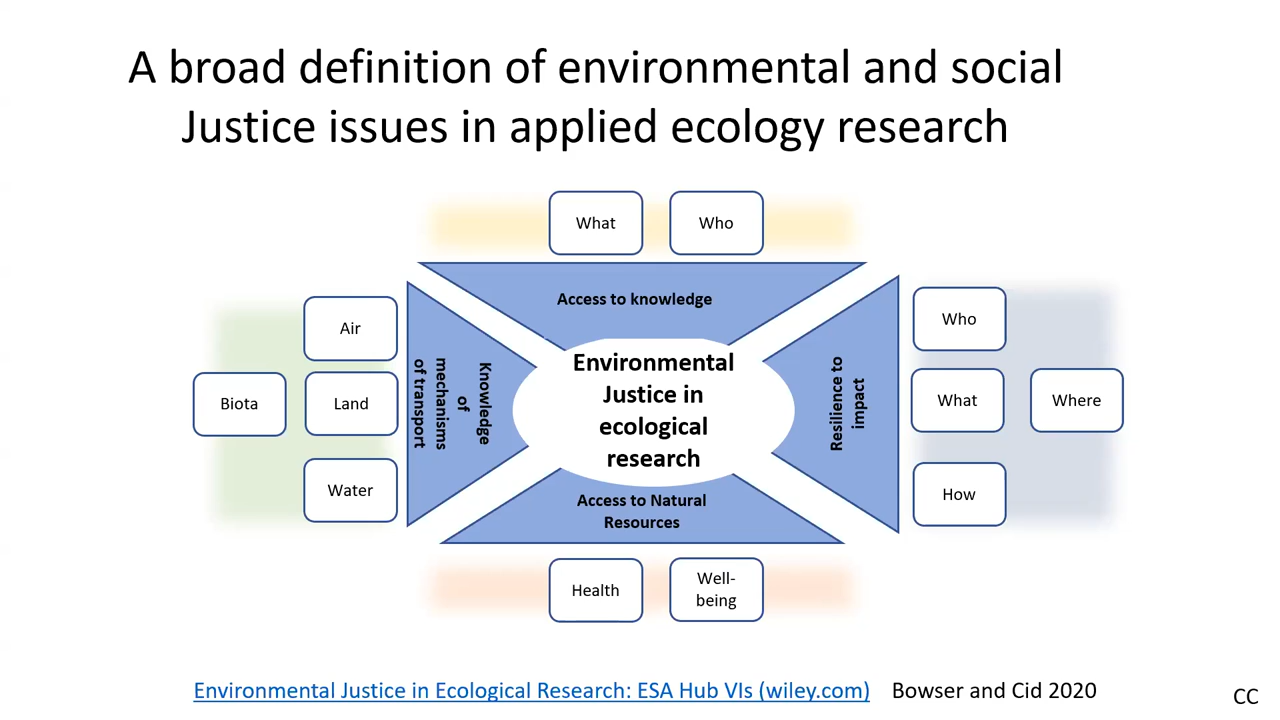 A broad definition of environmental and social
Justice issues in applied ecology research
What
Who
Access to knowledge
Air
Biota
Land
Water
Knowledge
of
mechanisms
of transport
Environmental
Justice in
ecological
research
Resilience to
impact
Who
What
Where
How
Access to Natural
Resources
Health
Well-
being
Environmental Justice in Ecological Research: ESA Hub VIs (wiley.com) Bowser and Cid 2020
CC